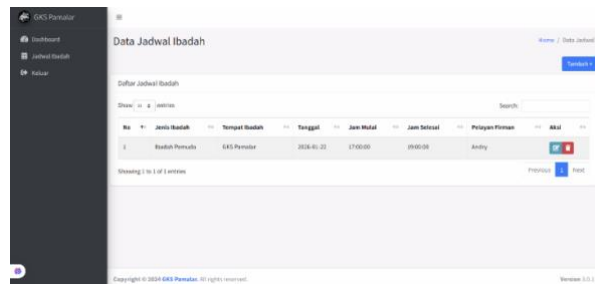 GKS Pamalar
Dashboard
Jadwal Ibadah
Keluar
Data Jadwal Ibadah
Home / Data Jadwal
Tambah +
Daftar Jadwal Ibadah
Show 10 entries
Search:
No Jenis Ibadah Tempat Ibadah Tanggal Jam Mulai Jam Selesai Pelayan Firman Aksi
1 Ibadah Pemuda GKS Pamalar 17:00:00 19:00:00 Andry
Showing 1 to 1 of 1 entries
Previous 1 Next
Copyright © 2024 GKS Pamalar. All rights reserved.
Version